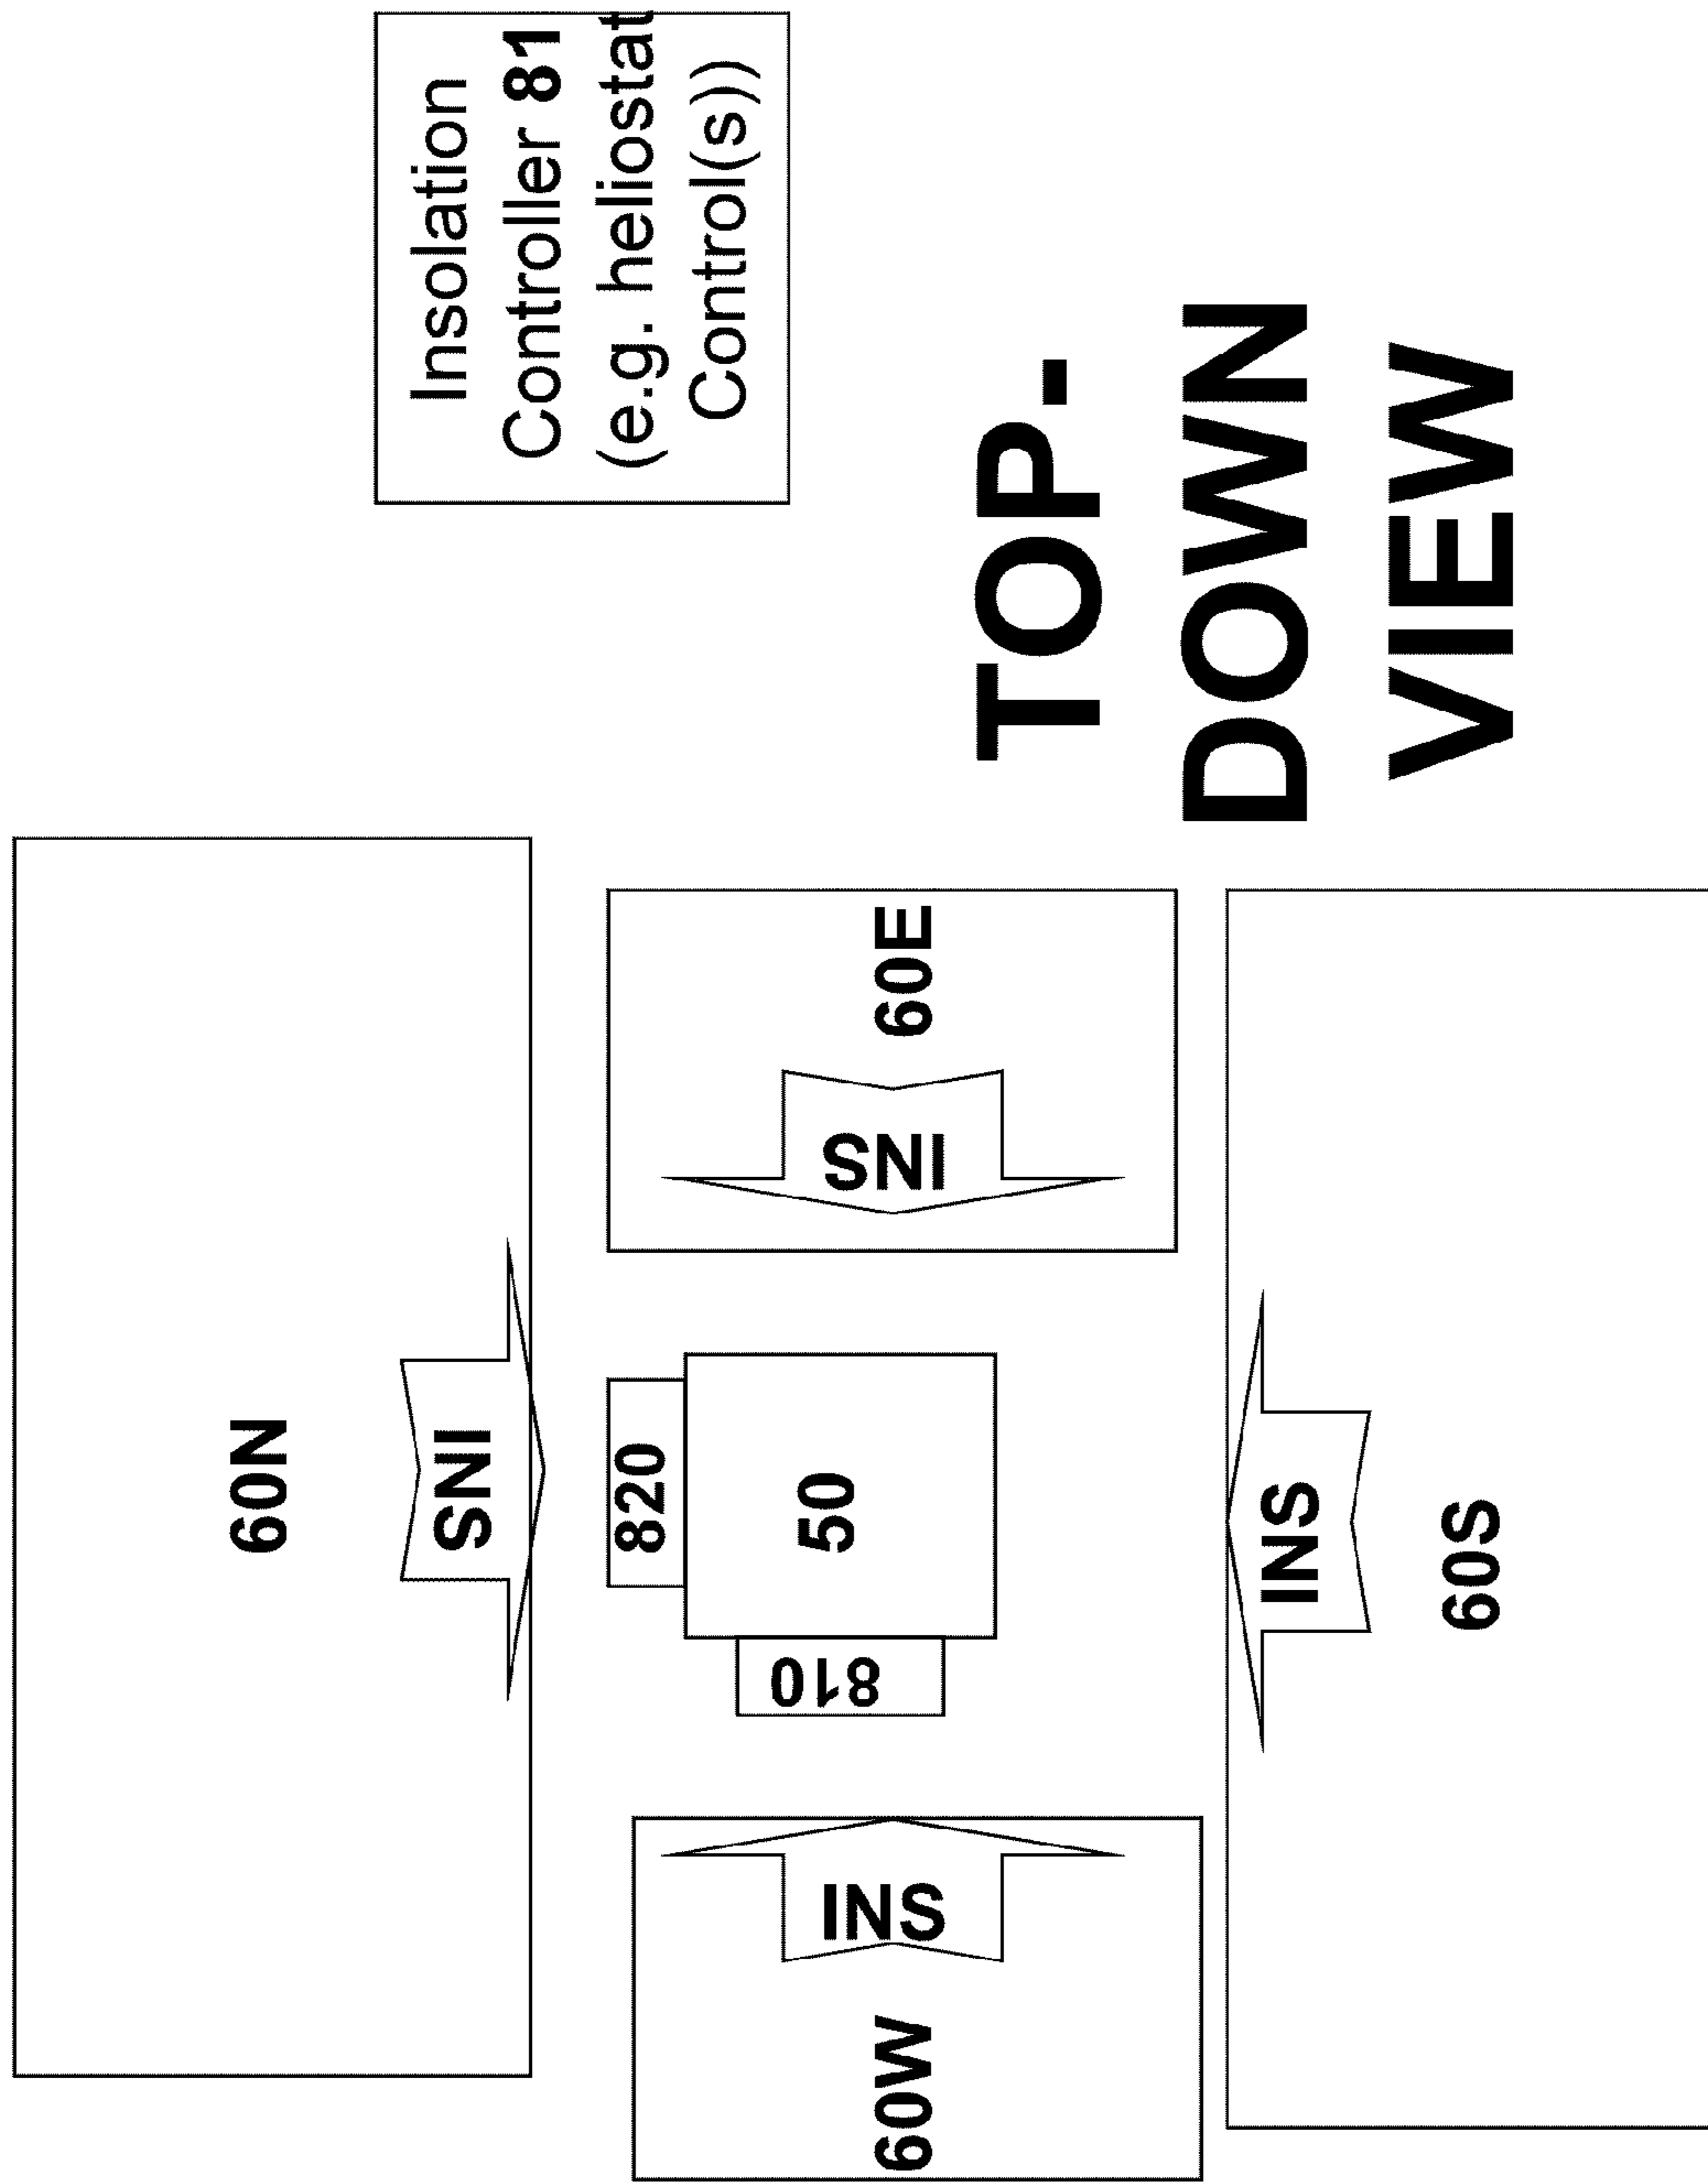 60N
INS
Insolation
Controller 81
(e.g. heliostat
Control(s))
820
60W
INS
810
50
INS
60E
INS
60S
TOP-
DOWN
VIEW